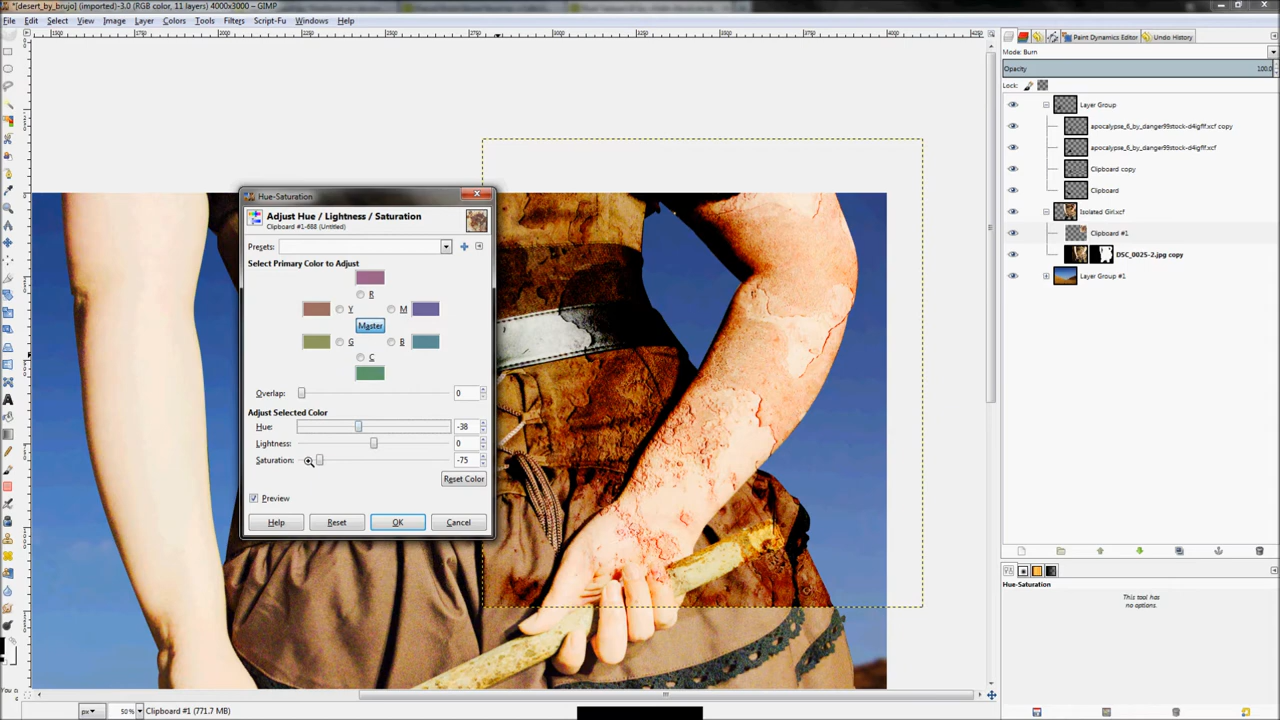 *[desert_by_brujo] (imported)-3.0 (RGB color, 11 layers) 4000x3000 – GIMP
File Edit Select View Image Layer Colors Tools Filters Script-Fu Windows Help
Paint Dynamics Editor Undo History
Mode: Burn
Opacity 100.0
Lock:
Layer Group
apocalypse_6_by_danger99stock-d4igflf.xcf copy
apocalypse_6_by_danger99stock-d4igflf.xcf
Clipboard copy
Clipboard
Isolated Girl.xcf
Clipboard #1
DSC_0025-2.jpg copy
Layer Group #1
Hue-Saturation
Adjust Hue / Lightness / Saturation
Clipboard #1-688 (Untitled)
Presets:
Select Primary Color to Adjust
R
Y M
Master
G B
C
Overlap: 0
Adjust Selected Color
Hue: -38
Lightness: 0
Saturation: -75
Reset Color
Preview
Help Reset OK Cancel
Hue-Saturation
This tool has
no options.
px 50% Clipboard #1 (771.7 MB)